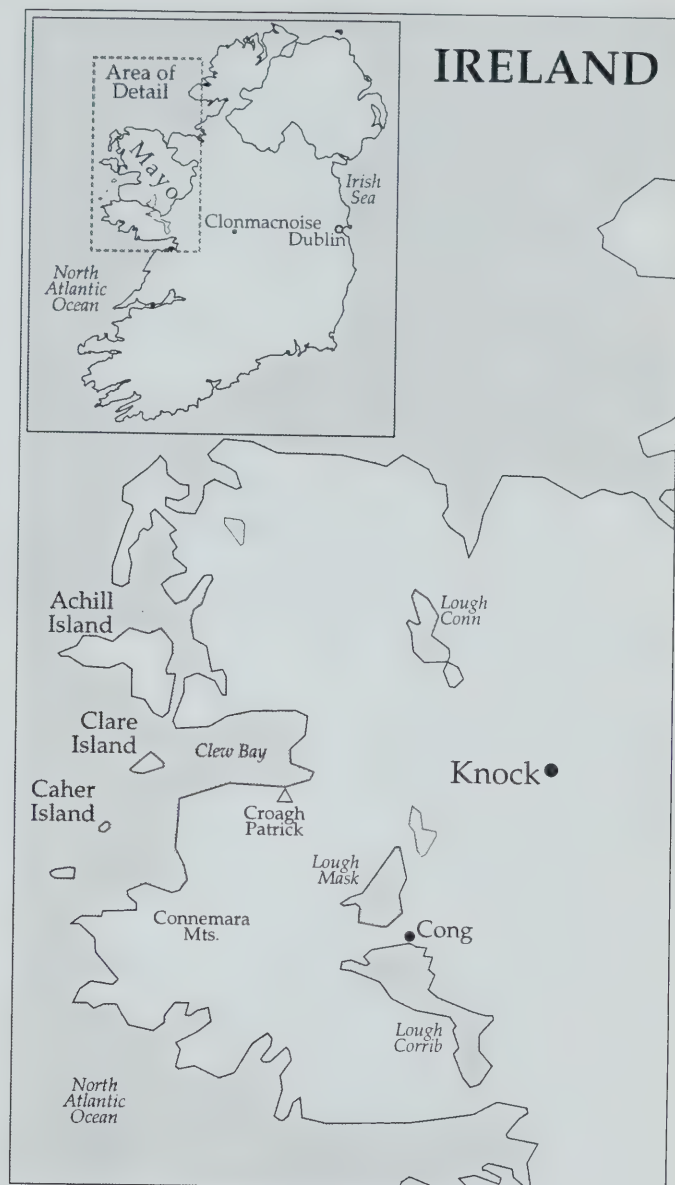 IRELAND
Area of
Detail
Mayo
Irish
Sea
Clonmacnoise
Dublin
North
Atlantic
Ocean
Achill
Island
Lough
Conn
Clare
Island
Clew Bay
Knock
Caher
Island
Croagh
Patrick
Lough
Mask
Connemara
Mts.
Cong
Lough
Corrib
North
Atlantic
Ocean